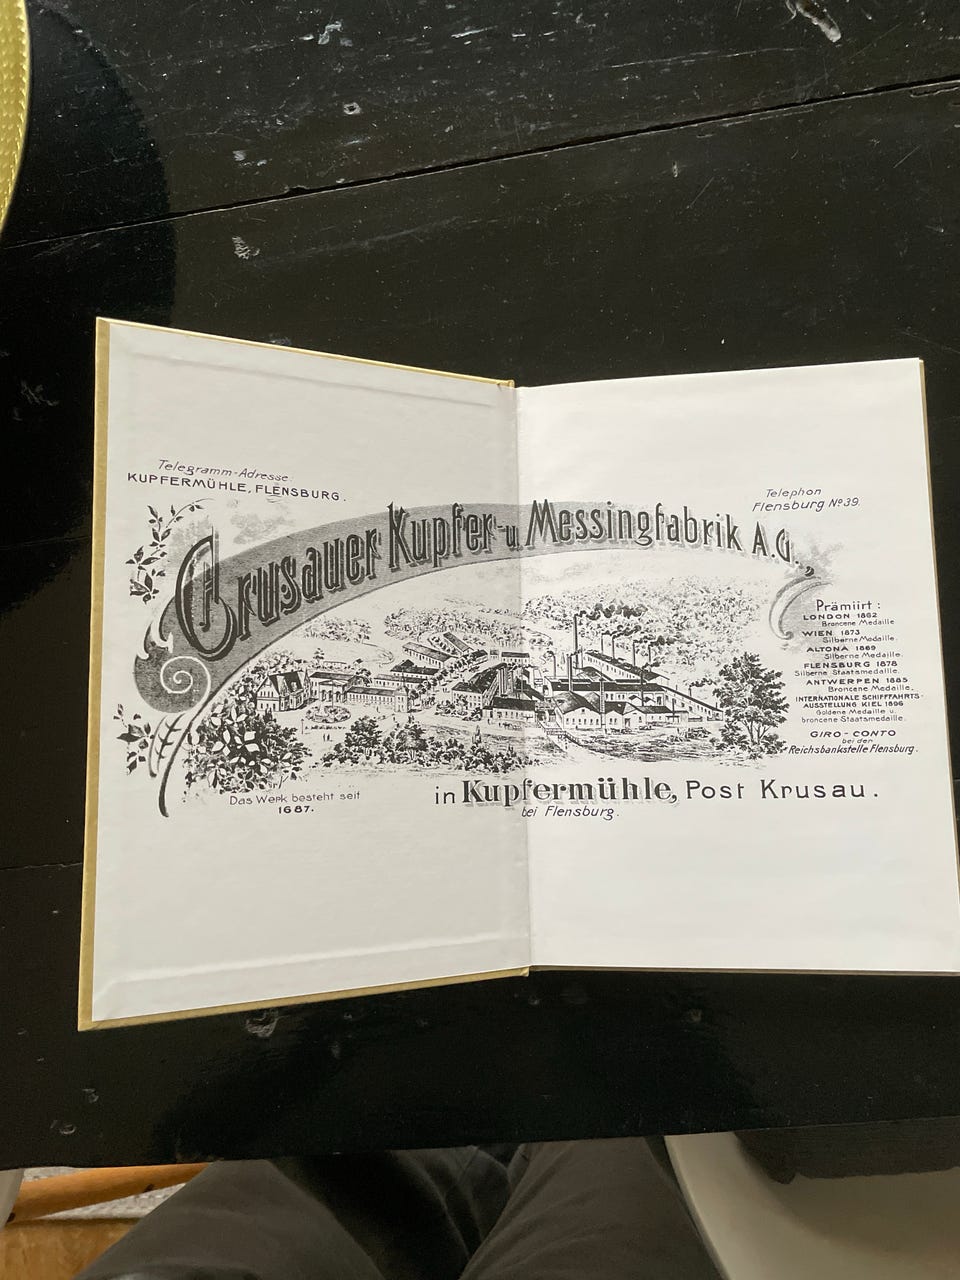 Telegramm-Adresse.
KUPFERMÜHLE, FLENSBURG.
Telephon
Flensburg No 39.
Crusauer Kupfer- u Messingfabrik A.G.,
Prämiirt:
LONDON 1862
Broncene Medaille
WIEN 1873
Silberne Medaille.
ALTONA 1869
Silberne Medaille.
FLENSBURG 1878
Silberne Staatsmedaille.
ANTWERPEN 1885
Broncene Medaille,
INTERNATIONALE SCHIFFFAHRTS-
AUSSTELLUNG KIEL 1896
Goldene Medaille u.
broncene Staatsmedaille.
GIRO-CONTO
bei der
Reichsbankstelle Flensburg.
Das Werk besteht seit
1687.
in Kupfermühle, Post Krusau.
bei Flensburg.